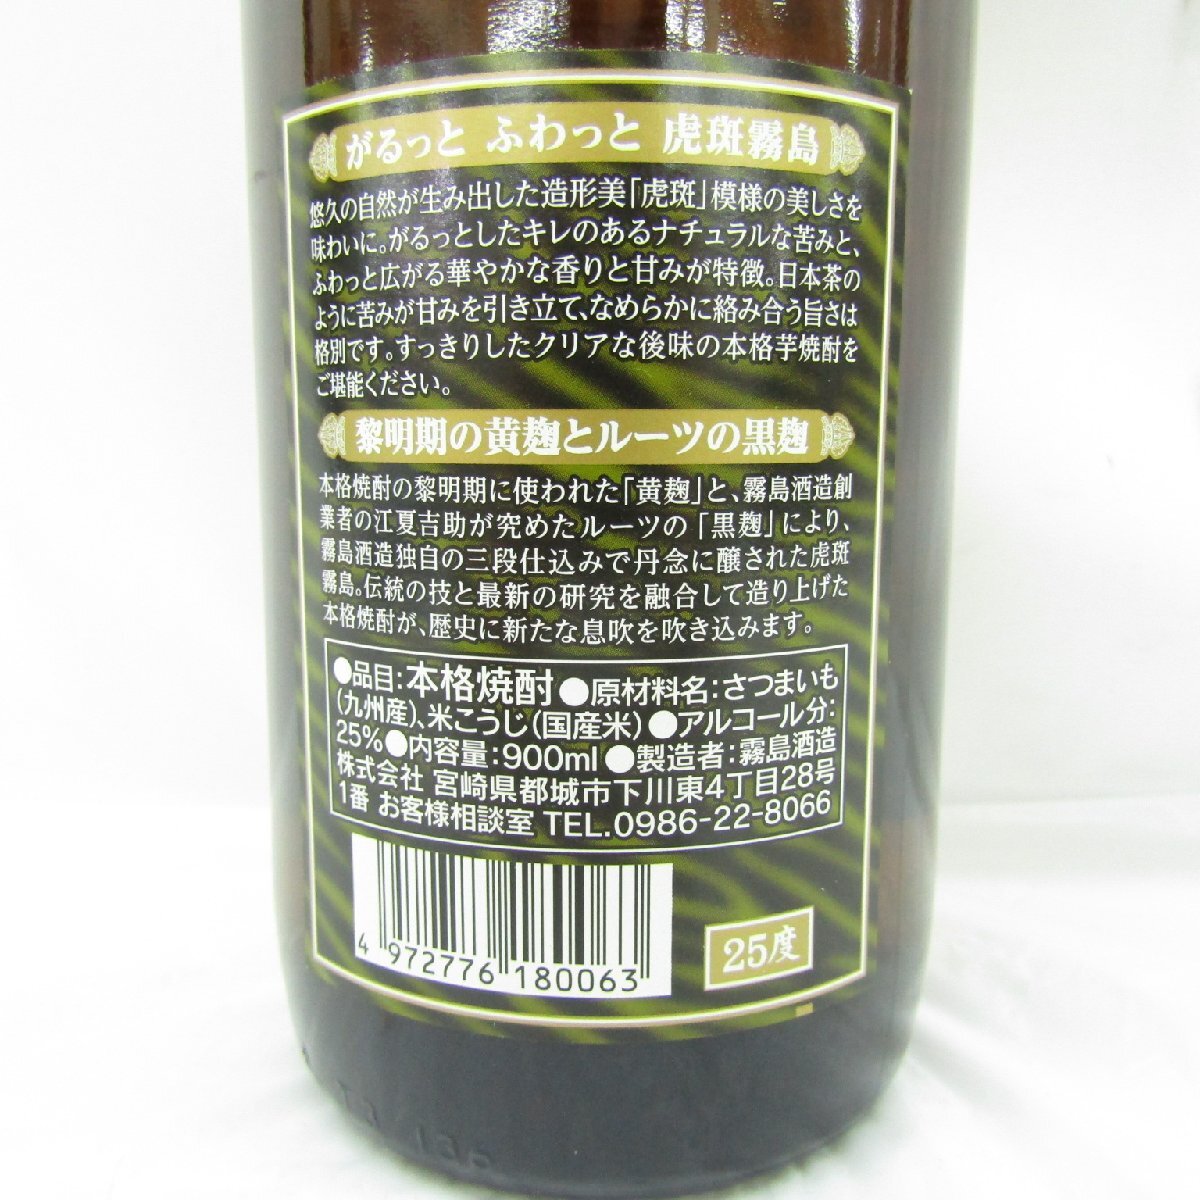 がるっと ふわっと 虎斑霧島
悠久の自然が生み出した造形美「虎斑」模様の美しさを
味わいに。がるっとしたキレのあるナチュラルな苦みと、
ふわっと広がる華やかな香りと甘みが特徴。日本茶の
ように苦みが甘みを引き立て、なめらかに絡み合う旨さは
格別です。すっきりしたクリアな後味の本格芋焼酎を
ご堪能ください。
黎明期の黄麹とルーツの黒麹
本格焼酎の黎明期に使われた「黄麹」と、霧島酒造創
業者の江夏吉助が究めたルーツの「黒麹」により、
霧島酒造独自の三段仕込みで丹念に醸された虎斑
霧島。伝統の技と最新の研究を融合して造り上げた
本格焼酎が、歴史に新たな息吹を吹き込みます。
●品目:本格焼酎 ●原材料名:さつまいも
(九州産)、米こうじ(国産米) ●アルコール分:
25% ●内容量:900ml ●製造者:霧島酒造
株式会社 宮崎県都城市下川東4丁目28号
1番 お客様相談室 TEL.0986-22-8066
4 972776 180063
25度